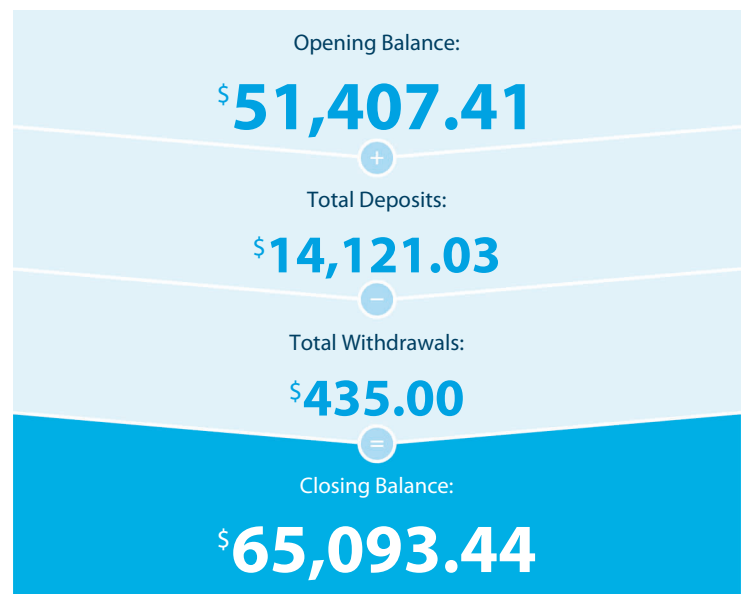 Opening Balance:
$51,407.41
+
Total Deposits:
$14,121.03
−
Total Withdrawals:
$435.00
=
Closing Balance:
$65,093.44